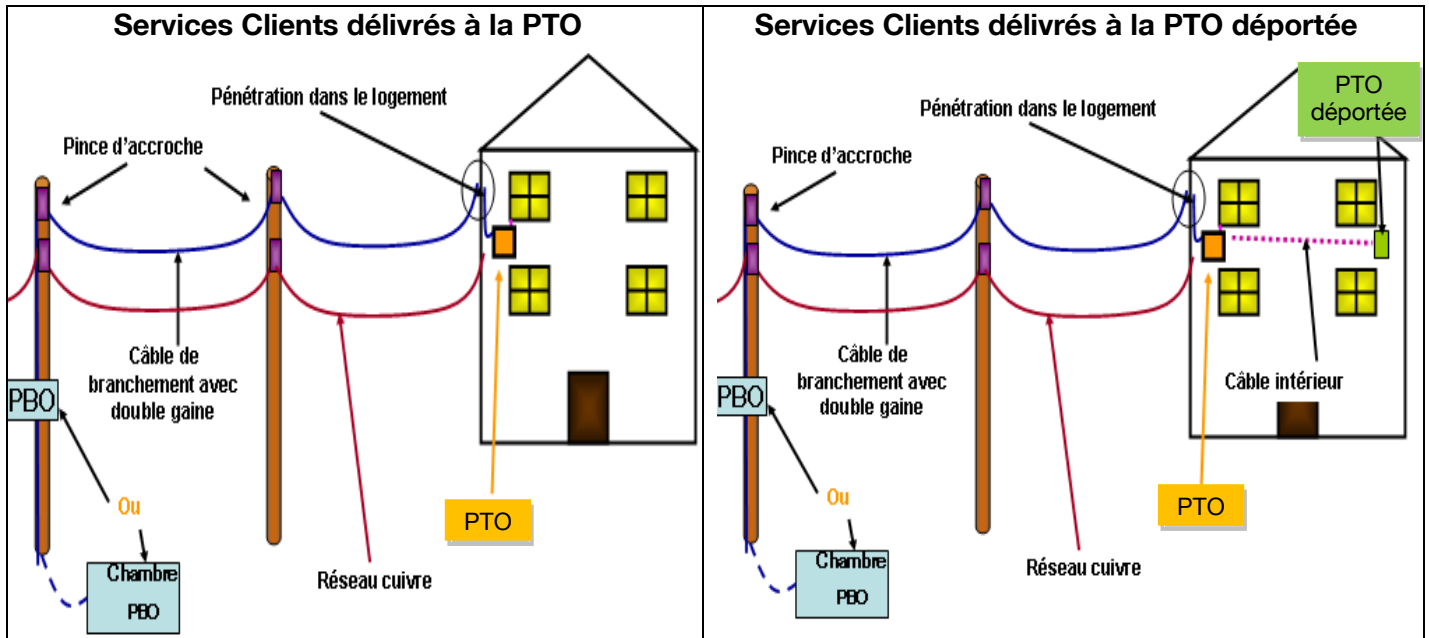 Services Clients délivrés à la PTO
Pénétration dans le logement
Pince d'accroche
Câble de
branchement avec
double gaine
PBO
Ou
PTO
Chambre
PBO
Réseau cuivre
Services Clients délivrés à la PTO déportée
PTO
déportée
Pénétration dans le logement
Pince d'accroche
Câble de
branchement avec
double gaine
Câble intérieur
PBO
Ou
PTO
Chambre
PBO
Réseau cuivre